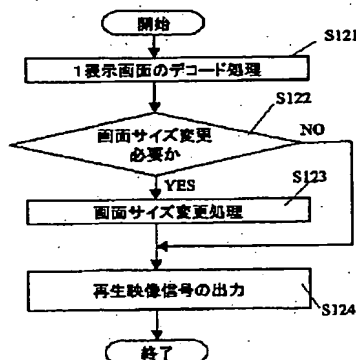 開始
S121
1表示画面のデコード処理
S122
画面サイズ変更
必要か
NO
YES
S123
画面サイズ変更処理
再生映像信号の出力
S124
終了